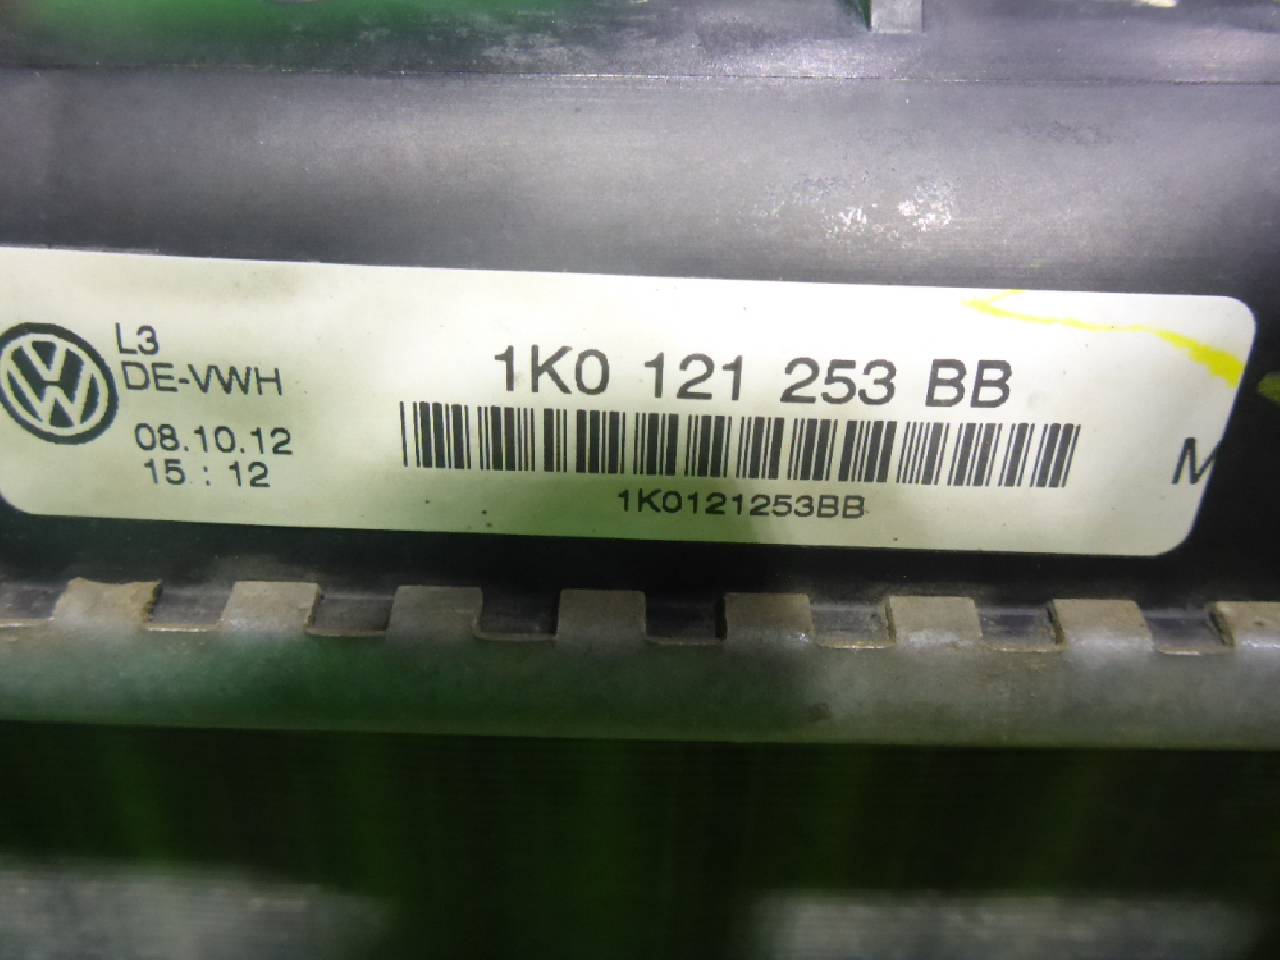 L3
DE-VWH
08.10.12
15 : 12
1K0 121 253 BB
1K0121253BB
M